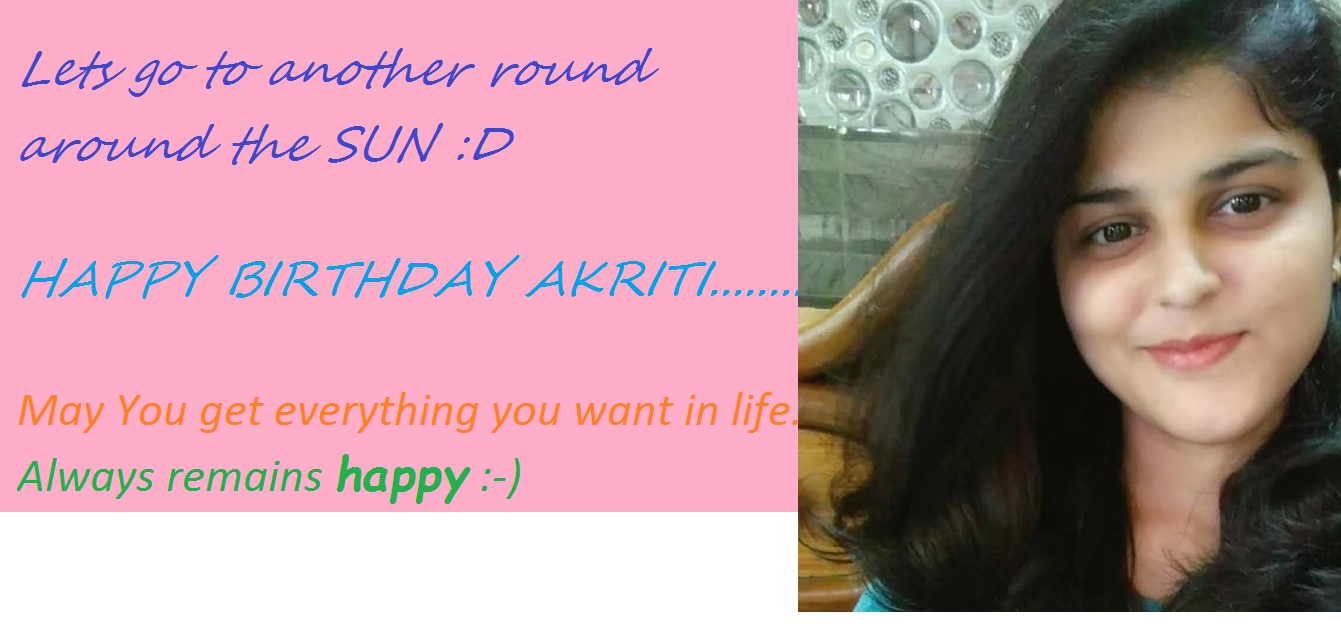 Lets go to another round
around the SUN :D
HAPPY BIRTHDAY AKRITI........
May You get everything you want in life.
Always remains happy :-)